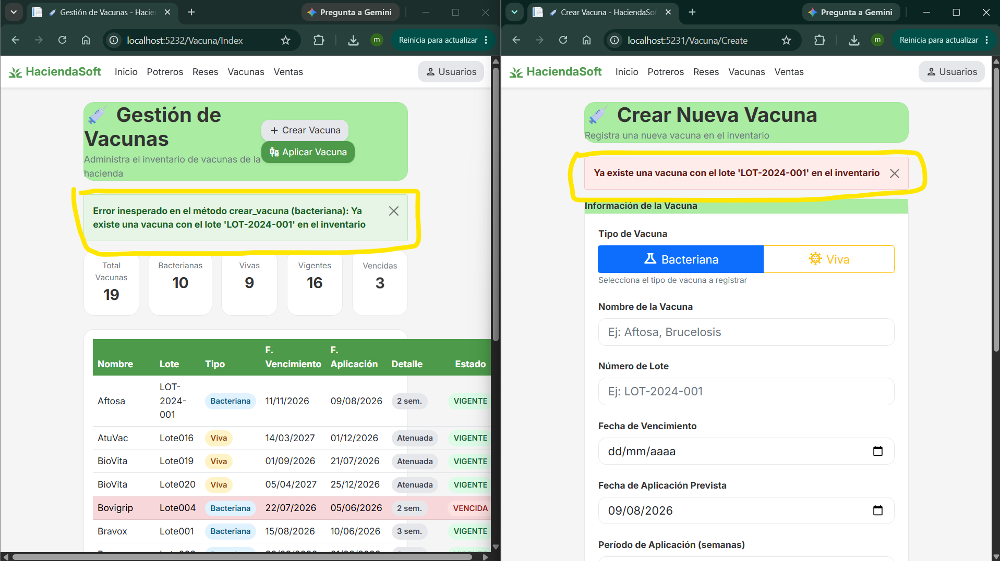 Gestión de Vacunas - Hacie
Pregunta a Gemini
localhost:5232/Vacuna/Index
m
Reinicia para actualizar
HaciendaSoft
Inicio
Potreros
Reses
Vacunas
Ventas
Usuarios
Gestión de
Vacunas
Administra el inventario de vacunas de la
hacienda
+ Crear Vacuna
Aplicar Vacuna
Error inesperado en el método crear_vacuna (bacteriana): Ya
existe una vacuna con el lote 'LOT-2024-001' en el inventario
Total
Vacunas
19
Bacterianas
10
Vivas
9
Vigentes
16
Vencidas
3
Nombre Lote Tipo F. Vencimiento F. Aplicación Detalle Estado
Aftosa LOT-2024-001 Bacteriana 11/11/2026 09/08/2026 2 sem. VIGENTE
AtuVac Lote016 Viva 14/03/2027 01/12/2026 Atenuada VIGENTE
BioVita Lote019 Viva 01/09/2026 21/07/2026 Atenuada VIGENTE
BioVita Lote020 Viva 05/04/2027 25/12/2026 Atenuada VIGENTE
Bovigrip Lote004 Bacteriana 22/07/2026 05/06/2026 2 sem. VENCIDA
Bravox Lote001 Bacteriana 15/08/2026 10/06/2026 3 sem. VIGENTE
Crear Vacuna - HaciendaSof
Pregunta a Gemini
localhost:5231/Vacuna/Create
m
Reinicia para actualizar
HaciendaSoft
Inicio
Potreros
Reses
Vacunas
Ventas
Usuarios
Crear Nueva Vacuna
Registra una nueva vacuna en el inventario
Ya existe una vacuna con el lote 'LOT-2024-001' en el inventario
Información de la Vacuna
Tipo de Vacuna
Bacteriana
Viva
Selecciona el tipo de vacuna a registrar
Nombre de la Vacuna
Ej: Aftosa, Brucelosis
Número de Lote
Ej: LOT-2024-001
Fecha de Vencimiento
dd/mm/aaaa
Fecha de Aplicación Prevista
09/08/2026
Período de Aplicación (semanas)